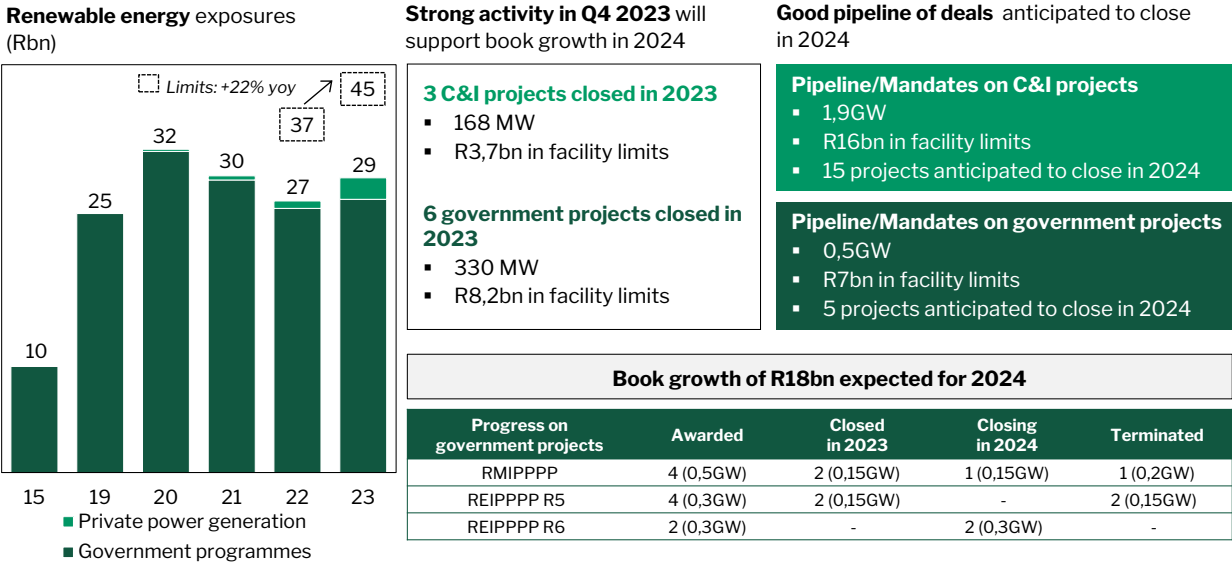 Renewable energy exposures
(Rbn)
Limits: +22% yoy
45
37
32
30
29
27
25
10
15 19 20 21 22 23
Private power generation
Government programmes
Strong activity in Q4 2023 will
support book growth in 2024
3 C&I projects closed in 2023
▪ 168 MW
▪ R3,7bn in facility limits
6 government projects closed in
2023
▪ 330 MW
▪ R8,2bn in facility limits
Good pipeline of deals anticipated to close
in 2024
Pipeline/Mandates on C&I projects
▪ 1,9GW
▪ R16bn in facility limits
▪ 15 projects anticipated to close in 2024
Pipeline/Mandates on government projects
▪ 0,5GW
▪ R7bn in facility limits
▪ 5 projects anticipated to close in 2024
Book growth of R18bn expected for 2024
Progress on
government projects
Awarded
Closed
in 2023
Closing
in 2024
Terminated
RMIPPPP 4 (0,5GW) 2 (0,15GW) 1 (0,15GW) 1 (0,2GW)
REIPPPP R5 4 (0,3GW) 2 (0,15GW) - 2 (0,15GW)
REIPPPP R6 2 (0,3GW) - 2 (0,3GW) -